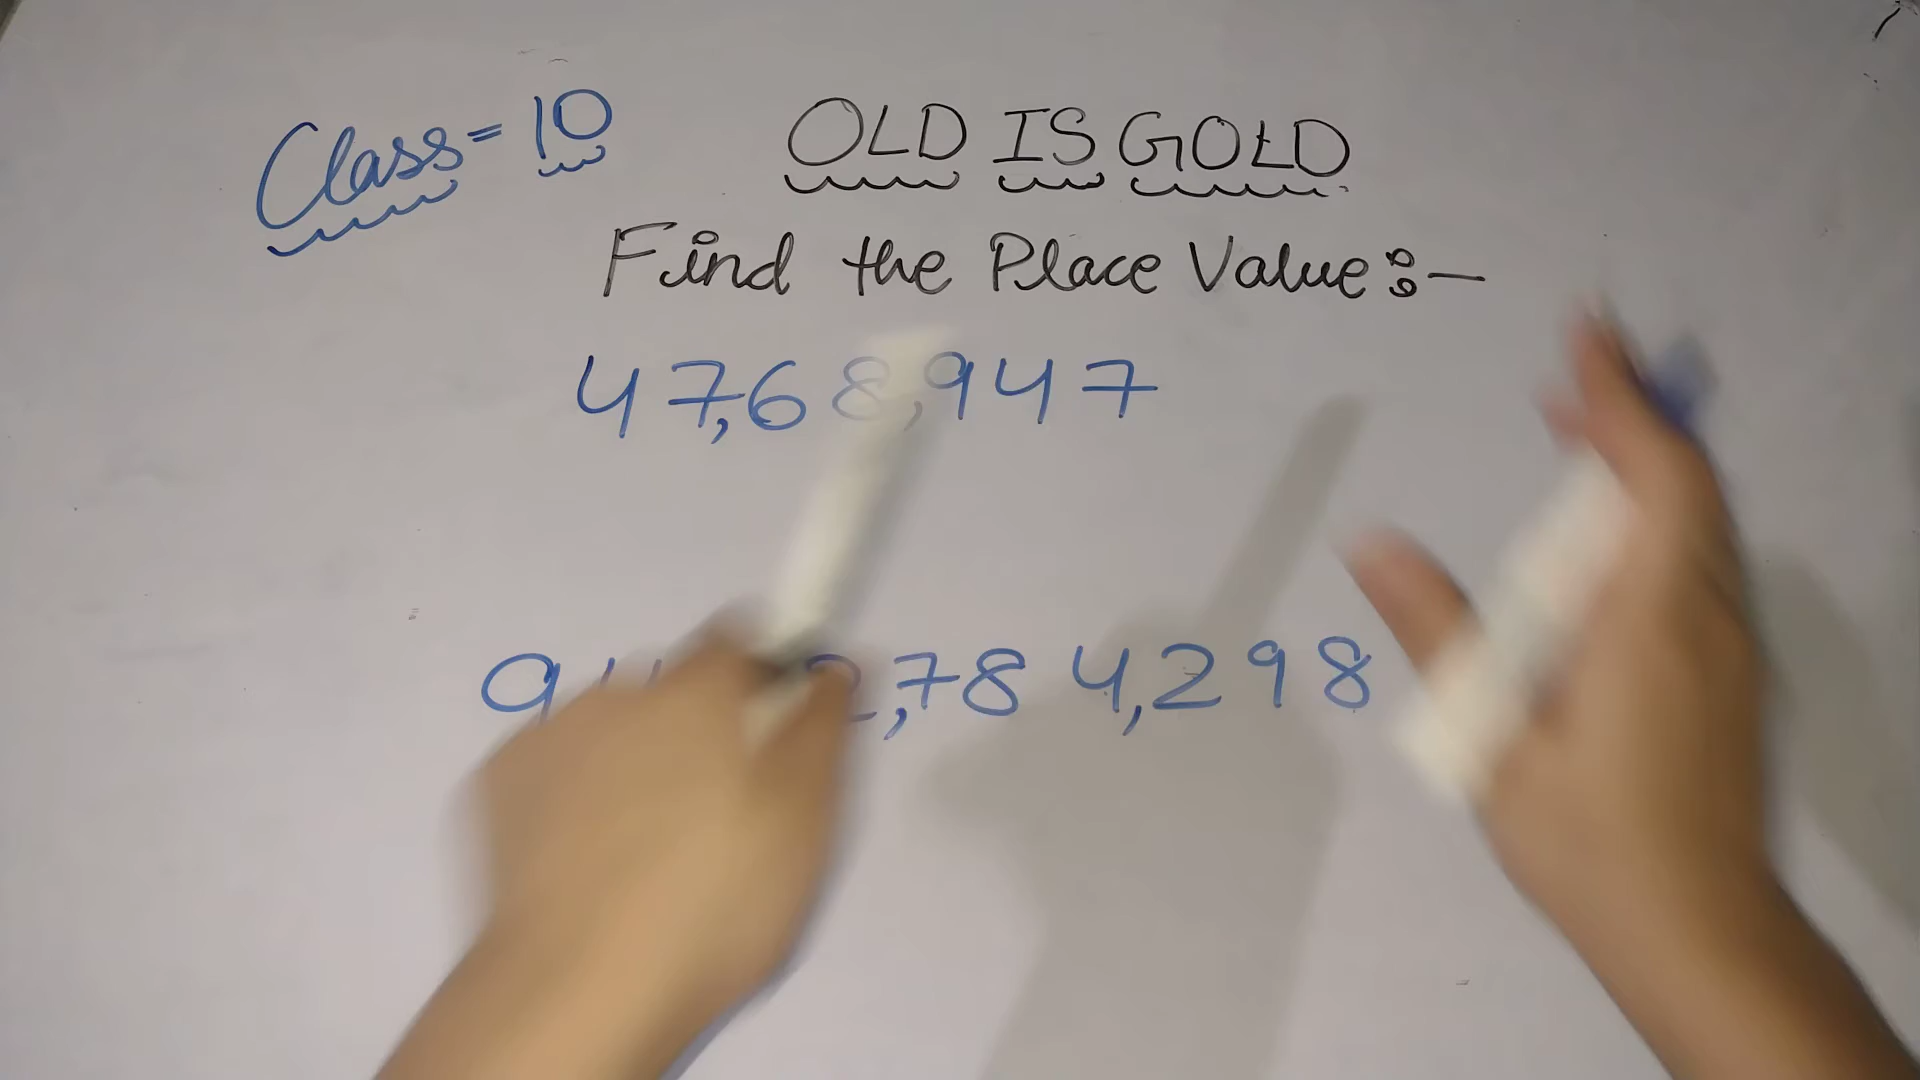 Class = 10
OLD IS GOLD
Find the Place Value :-
47,68,947
2,784,298